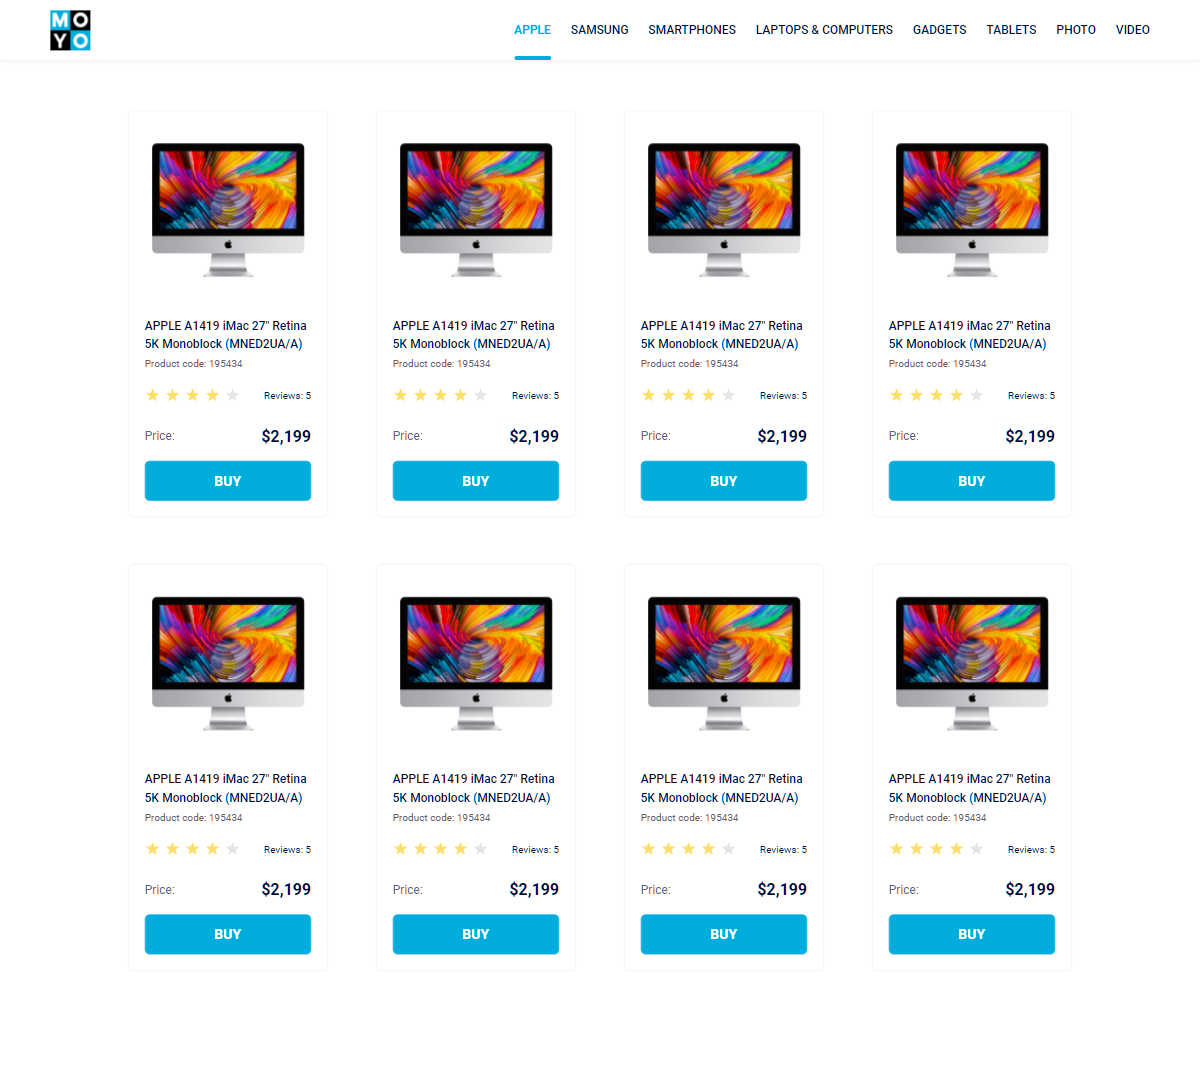 MO
YO
APPLE SAMSUNG SMARTPHONES LAPTOPS & COMPUTERS GADGETS TABLETS PHOTO VIDEO
APPLE A1419 iMac 27" Retina
5K Monoblock (MNED2UA/A)
Product code: 195434
Reviews: 5
Price: $2,199
BUY
APPLE A1419 iMac 27" Retina
5K Monoblock (MNED2UA/A)
Product code: 195434
Reviews: 5
Price: $2,199
BUY
APPLE A1419 iMac 27" Retina
5K Monoblock (MNED2UA/A)
Product code: 195434
Reviews: 5
Price: $2,199
BUY
APPLE A1419 iMac 27" Retina
5K Monoblock (MNED2UA/A)
Product code: 195434
Reviews: 5
Price: $2,199
BUY
APPLE A1419 iMac 27" Retina
5K Monoblock (MNED2UA/A)
Product code: 195434
Reviews: 5
Price: $2,199
BUY
APPLE A1419 iMac 27" Retina
5K Monoblock (MNED2UA/A)
Product code: 195434
Reviews: 5
Price: $2,199
BUY
APPLE A1419 iMac 27" Retina
5K Monoblock (MNED2UA/A)
Product code: 195434
Reviews: 5
Price: $2,199
BUY
APPLE A1419 iMac 27" Retina
5K Monoblock (MNED2UA/A)
Product code: 195434
Reviews: 5
Price: $2,199
BUY